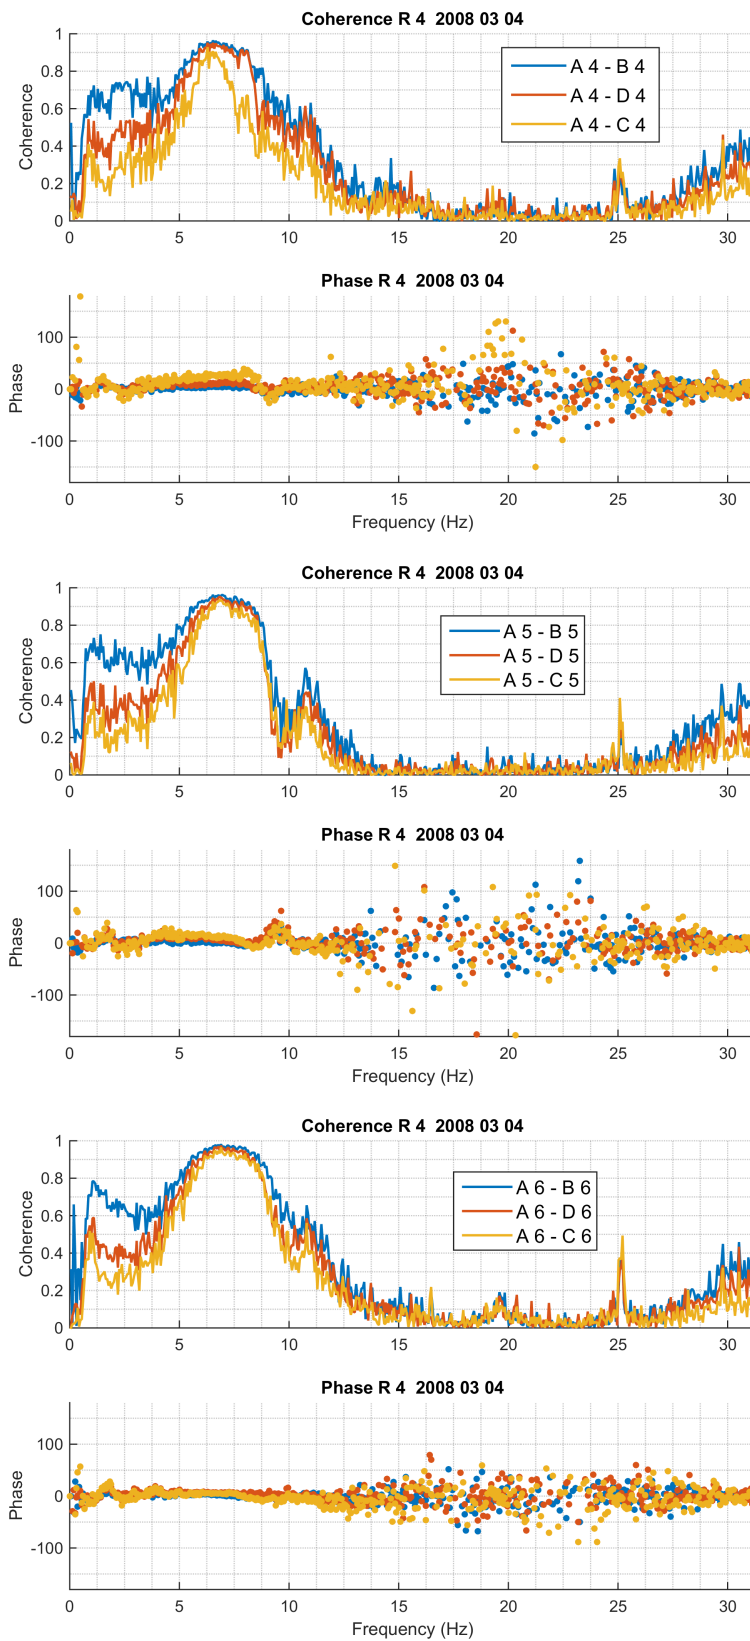 Coherence R 4 2008 03 04
1
0.8
0.6
0.4
0.2
0
Coherence
A 4 - B 4
A 4 - D 4
A 4 - C 4
0 5 10 15 20 25 30
Phase R 4 2008 03 04
100
0
-100
Phase
0 5 10 15 20 25 30
Frequency (Hz)
Coherence R 4 2008 03 04
1
0.8
0.6
0.4
0.2
0
Coherence
A 5 - B 5
A 5 - D 5
A 5 - C 5
0 5 10 15 20 25 30
Phase R 4 2008 03 04
100
0
-100
Phase
0 5 10 15 20 25 30
Frequency (Hz)
Coherence R 4 2008 03 04
1
0.8
0.6
0.4
0.2
0
Coherence
A 6 - B 6
A 6 - D 6
A 6 - C 6
0 5 10 15 20 25 30
Phase R 4 2008 03 04
100
0
-100
Phase
0 5 10 15 20 25 30
Frequency (Hz)